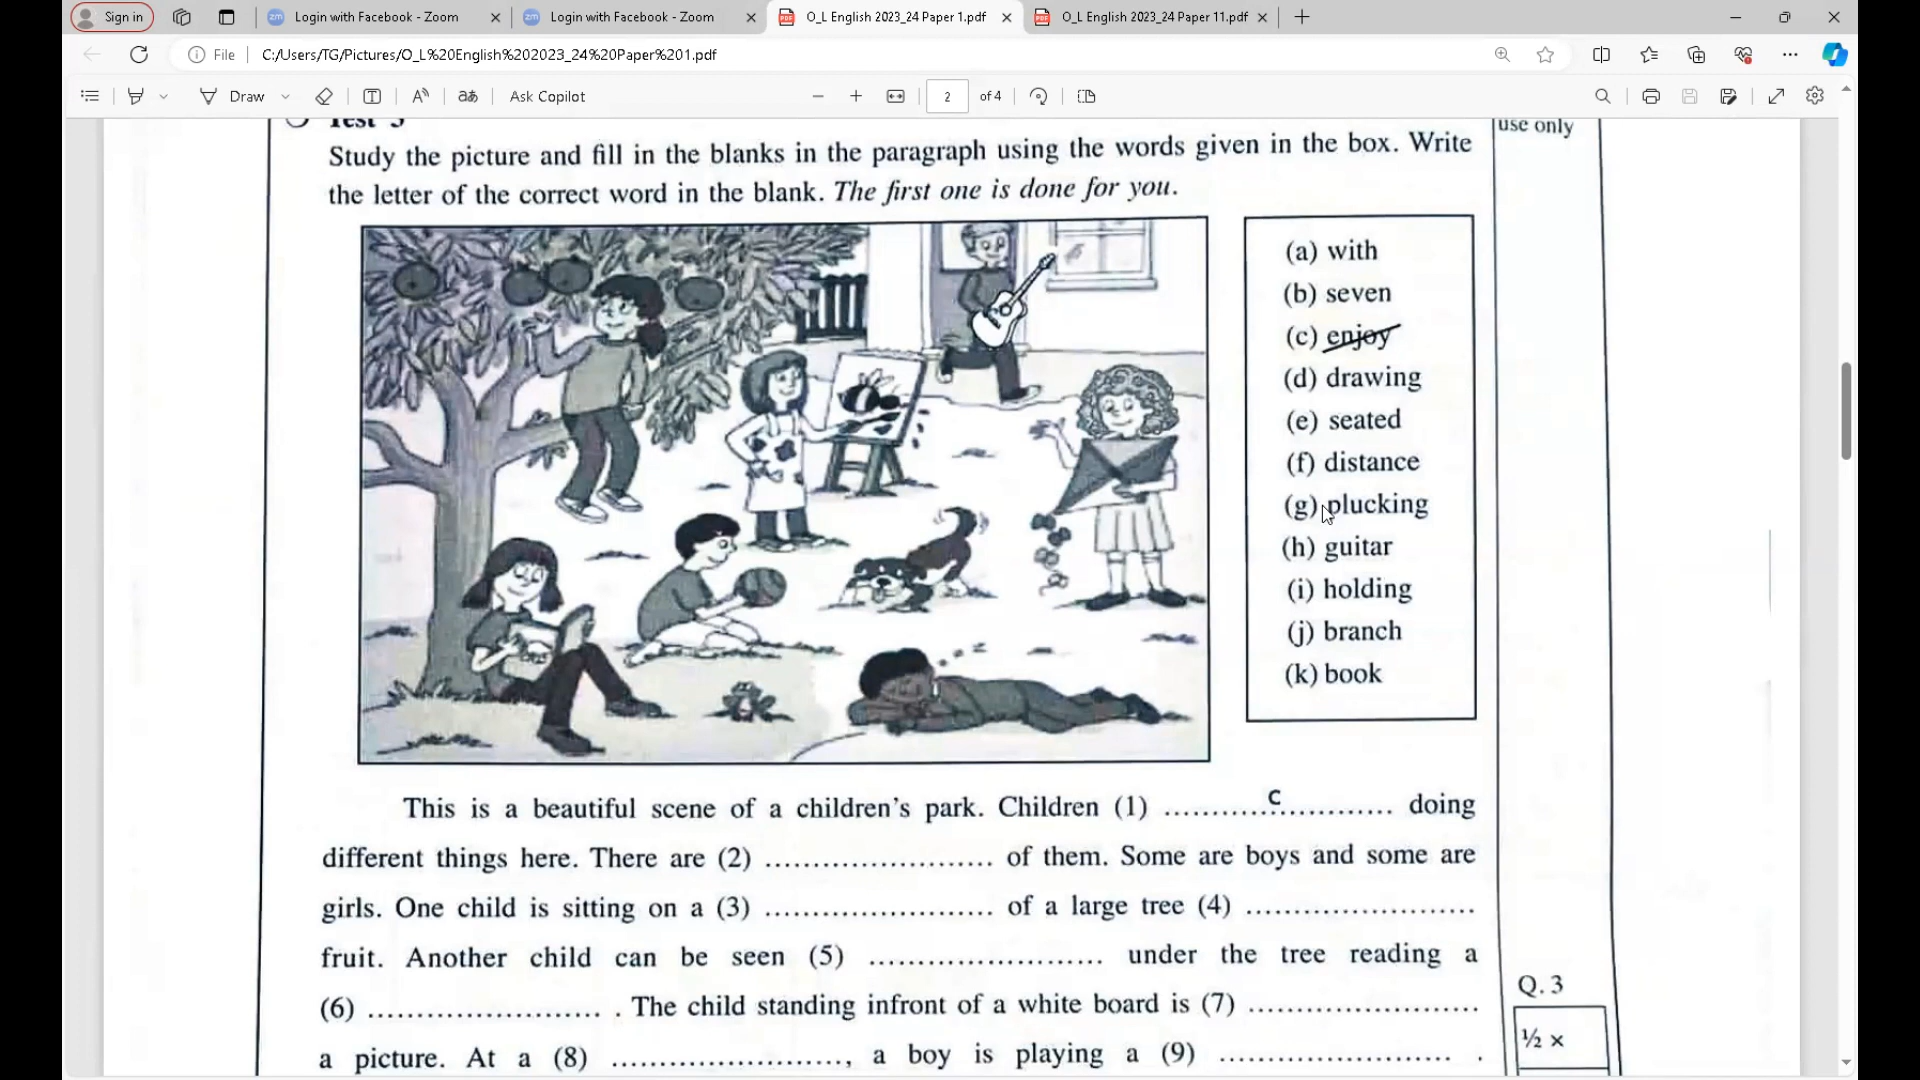 Sign in
Login with Facebook - Zoom
Login with Facebook - Zoom
O_L English 2023_24 Paper 1.pdf
O_L English 2023_24 Paper 11.pdf
File
C:/Users/TG/Pictures/O_L%20English%202023_24%20Paper%201.pdf
Draw
Ask Copilot
2 of 4
Test 3
use only
Study the picture and fill in the blanks in the paragraph using the words given in the box. Write
the letter of the correct word in the blank. The first one is done for you.
(a) with
(b) seven
(c) enjoy
(d) drawing
(e) seated
(f) distance
(g) plucking
(h) guitar
(i) holding
(j) branch
(k) book
This is a beautiful scene of a children's park. Children (1) ..........c.............. doing
different things here. There are (2) ........................ of them. Some are boys and some are
girls. One child is sitting on a (3) ........................ of a large tree (4) ........................
fruit. Another child can be seen (5) ........................ under the tree reading a
(6) ........................ . The child standing infront of a white board is (7) ........................
a picture. At a (8) ........................, a boy is playing a (9) ........................ .
Q. 3
½ ×